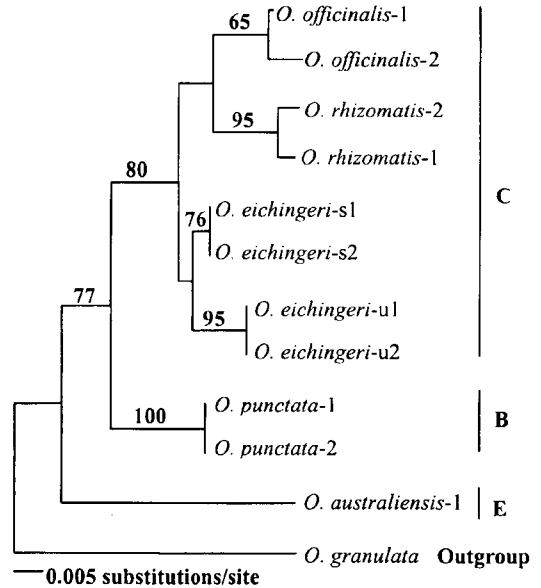 65
O. officinalis-1
O. officinalis-2
O. rhizomatis-2
95
O. rhizomatis-1
80
C
76
O. eichingeri-s1
O. eichingeri-s2
77
O. eichingeri-u1
95
O. eichingeri-u2
O. punctata-1
100
B
O. punctata-2
O. australiensis-1
E
O. granulata Outgroup
0.005 substitutions/site